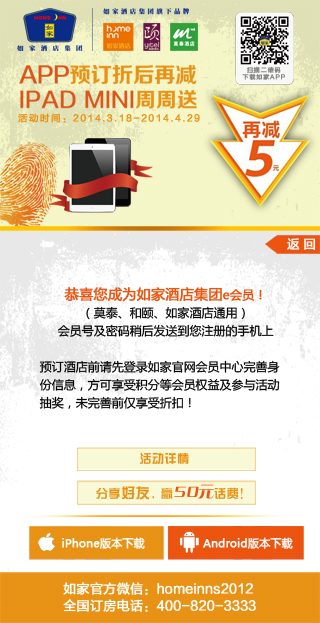 HOME INN
如家
如家酒店集团
如家酒店集团旗下品牌
home inn
如家酒店
yitel
和颐酒店
莫泰酒店
扫描二维码
下载如家APP
APP预订折后再减
IPAD MINI周周送
活动时间：2014.3.18-2014.4.29
再减
5元
返回
恭喜您成为如家酒店集团e会员！
（莫泰、和颐、如家酒店通用）
会员号及密码稍后发送到您注册的手机上
预订酒店前请先登录如家官网会员中心完善身
份信息，方可享受积分等会员权益及参与活动
抽奖，未完善前仅享受折扣！
活动详情
分享好友，赢50元话费！
iPhone版本下载
Android版本下载
如家官方微信：homeinns2012
全国订房电话：400-820-3333